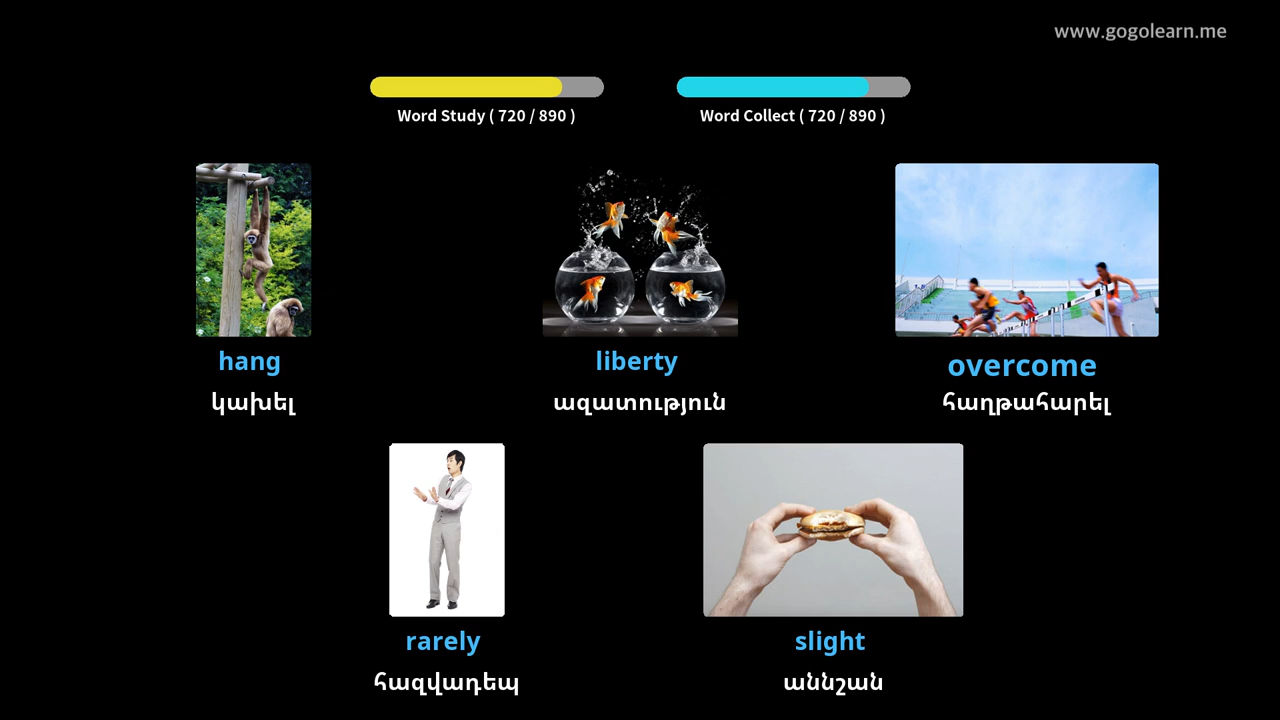 www.gogolearn.me
Word Study ( 720 / 890 )
Word Collect ( 720 / 890 )
hang
կախել
liberty
ազատություն
overcome
հաղթահարել
rarely
հազվադեպ
slight
աննշան